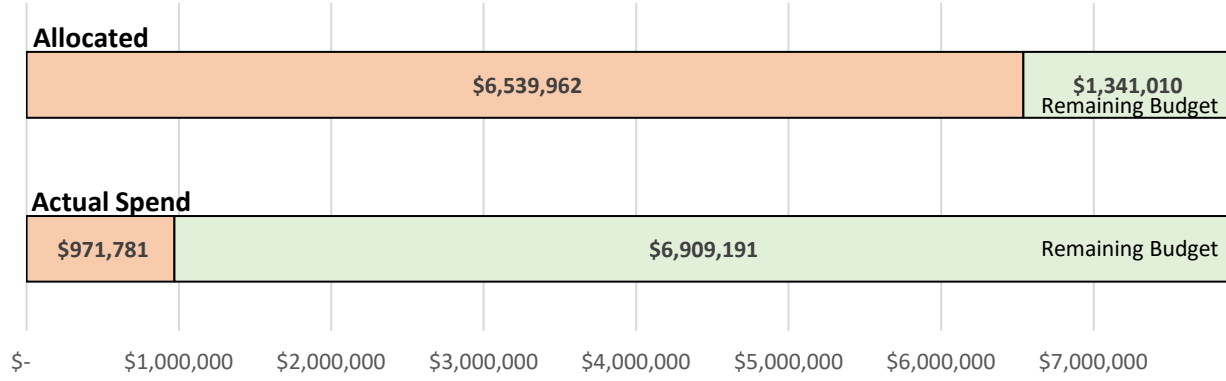 Allocated
$6,539,962
$1,341,010
Remaining Budget
Actual Spend
$971,781
$6,909,191
Remaining Budget
$- $1,000,000 $2,000,000 $3,000,000 $4,000,000 $5,000,000 $6,000,000 $7,000,000